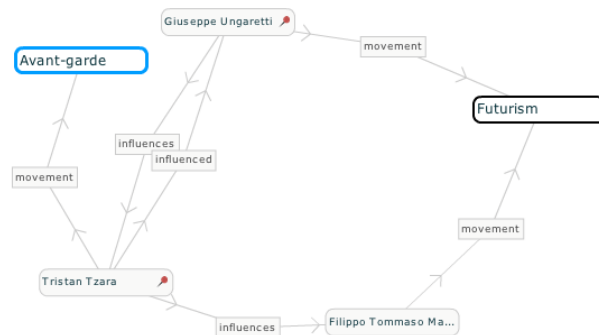 Giuseppe Ungaretti
movement
Avant-garde
Futurism
influences
influenced
movement
movement
Tristan Tzara
influences
Filippo Tommaso Ma...